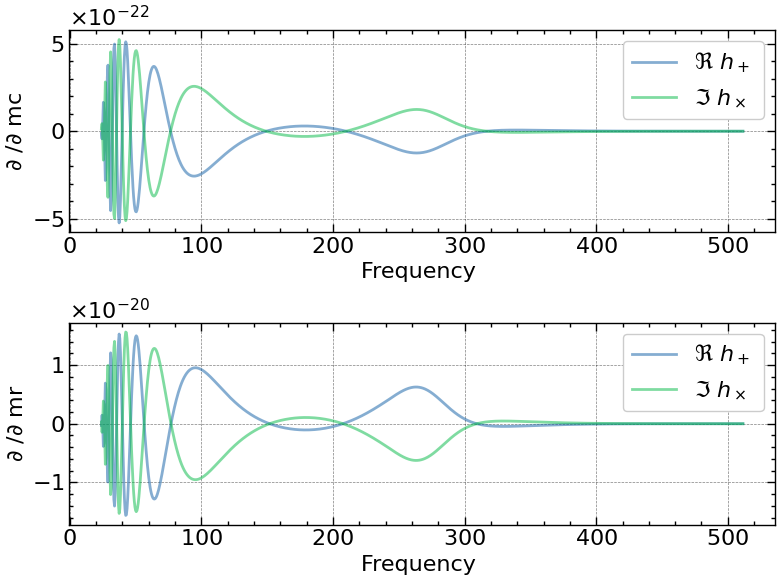 ×10⁻²²
5
0
−5
∂ /∂ mc
ℜ h₊
ℑ h×
0 100 200 300 400 500
Frequency
×10⁻²⁰
1
0
−1
∂ /∂ mr
ℜ h₊
ℑ h×
0 100 200 300 400 500
Frequency